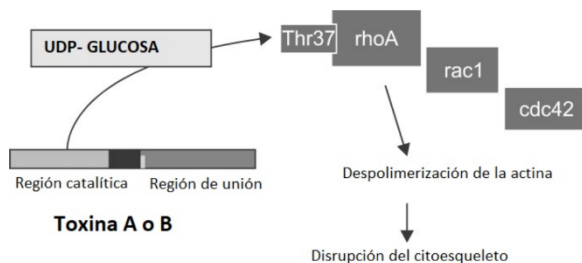 UDP- GLUCOSA
Thr37
rhoA
rac1
cdc42
Región catalítica
Región de unión
Toxina A o B
Despolimerización de la actina
Disrupción del citoesqueleto